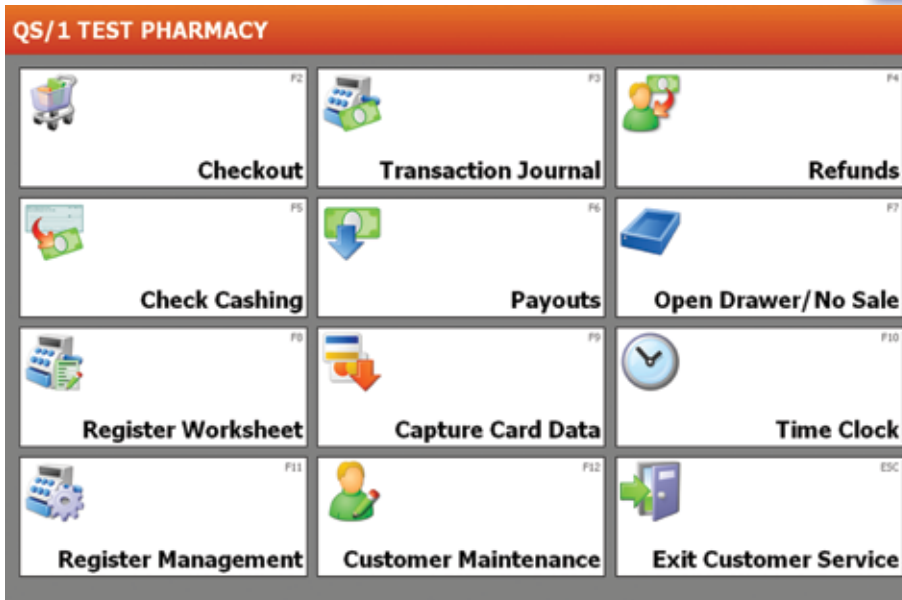 QS/1 TEST PHARMACY
F2
Checkout
F3
Transaction Journal
F4
Refunds
F5
Check Cashing
F6
Payouts
F7
Open Drawer/No Sale
F8
Register Worksheet
F9
Capture Card Data
F10
Time Clock
F11
Register Management
F12
Customer Maintenance
ESC
Exit Customer Service